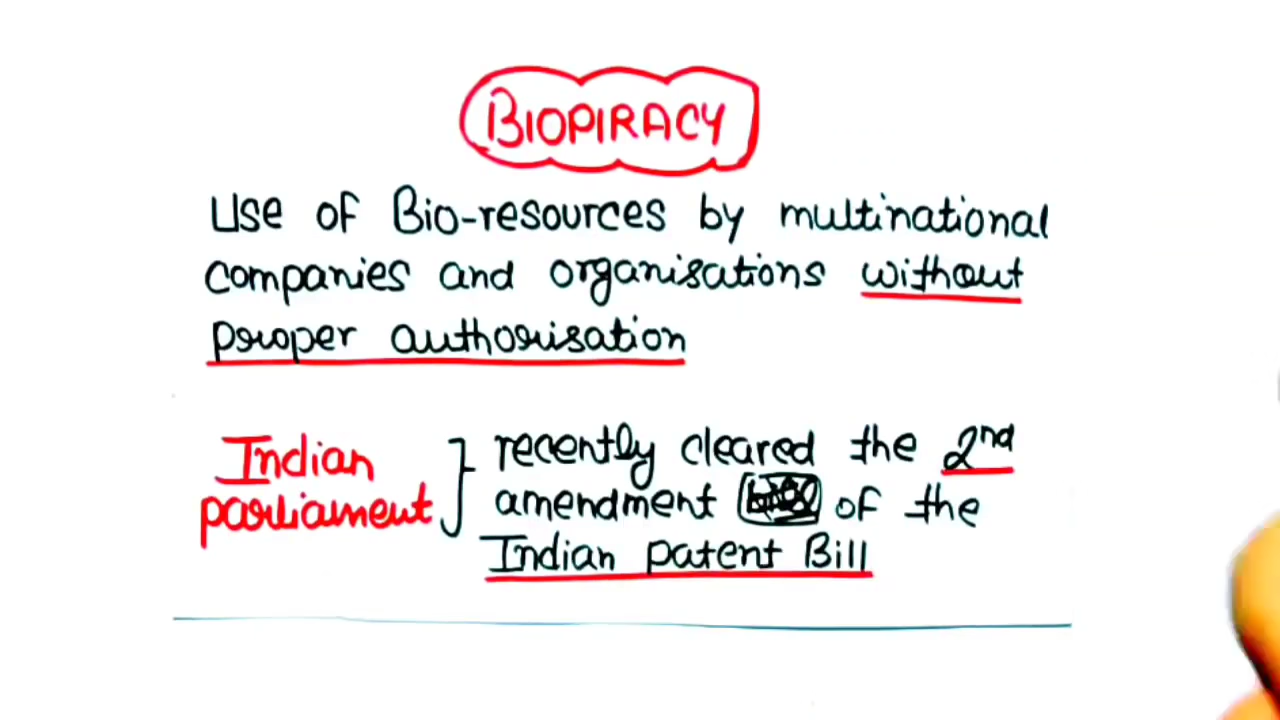 BIOPIRACY
Use of Bio-resources by multinational
companies and organisations without
proper authorisation
Indian
parliament
recently cleared the 2nd
amendment of the
Indian patent Bill